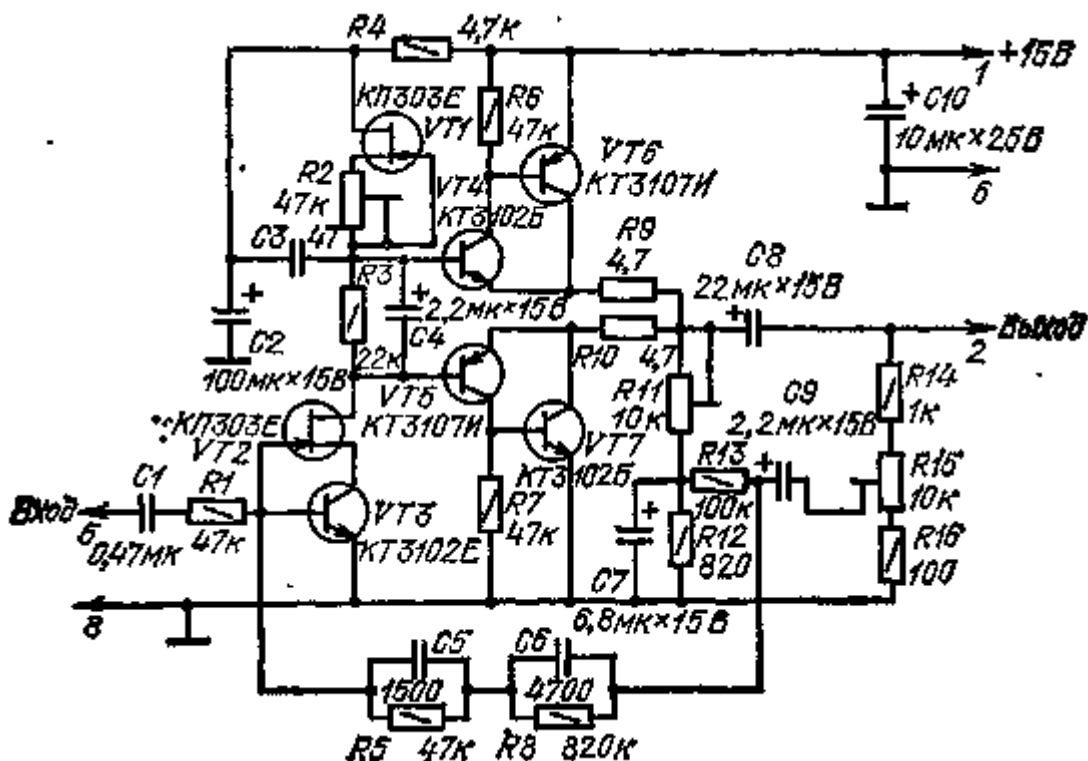 R4 4,7к
1 +15В
КП303Е
VT1
R6
47к
+ C10
10мк×25В
6
R2
47к
VT4
КТ3102Б
VT6
КТ3107И
C3 47
R3
22к
+
2,2мк×15В
C4
R9
4,7
C8
22мк×15В
+
+
C2
100мк×15В
R10 4,7
2 Выход
VT5
КТ3107И
R11
10к
C9
2,2мк×15В
R14
1к
КП303Е
VT2
VT7
КТ3102Б
R13
100к
+
R15
10к
Вход
5
C1
0,47мк
R1
47к
VT3
КТ3102Е
R7
47к
+
C7
6,8мк×15В
R12
820
R16
100
8
C5
1500
C6
4700
R5 47к
R8 820к